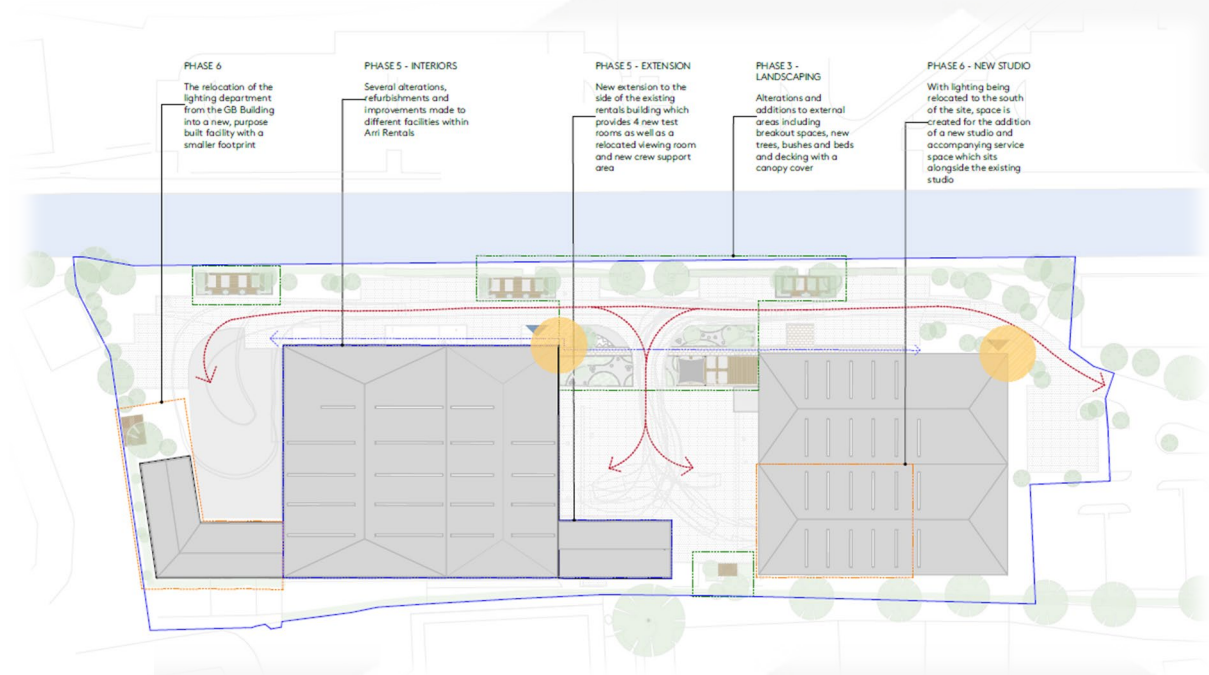 PHASE 6
The relocation of the
lighting department
from the GB Building
into a new, purpose
built facility with a
smaller footprint
PHASE 5 - INTERIORS
Several alterations,
refurbishments and
improvements made to
different facilities within
Arri Rentals
PHASE 5 - EXTENSION
New extension to the
side of the existing
rentals building which
provides 4 new test
rooms as well as a
relocated viewing room
and new crew support
area
PHASE 3 -
LANDSCAPING
Alterations and
additions to external
areas including
breakout spaces, new
trees, bushes and beds
and decking with a
canopy cover
PHASE 6 - NEW STUDIO
With lighting being
relocated to the south
of the site, space is
created for the addition
of a new studio and
accompanying service
space which sits
alongside the existing
studio